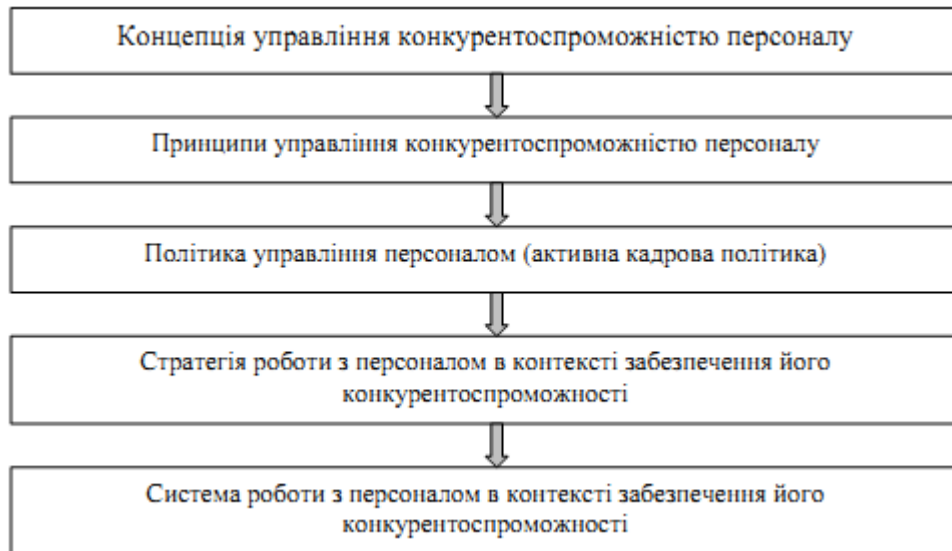 Концепція управління конкурентоспроможністю персоналу
Принципи управління конкурентоспроможністю персоналу
Політика управління персоналом (активна кадрова політика)
Стратегія роботи з персоналом в контексті забезпечення його
конкурентоспроможності
Система роботи з персоналом в контексті забезпечення його
конкурентоспроможності